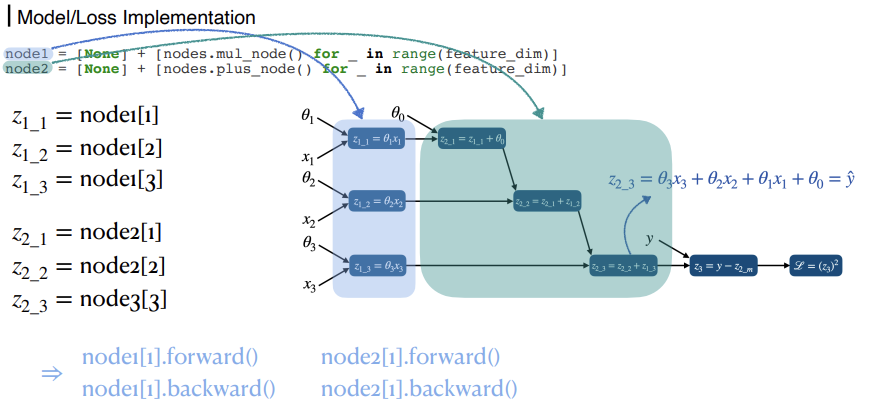 Model/Loss Implementation
node1 = [None] + [nodes.mul_node() for _ in range(feature_dim)]
node2 = [None] + [nodes.plus_node() for _ in range(feature_dim)]
z1_1 = node1[1]
z1_2 = node1[2]
z1_3 = node1[3]
z2_1 = node2[1]
z2_2 = node2[2]
z2_3 = node3[3]
θ1
x1
θ2
x2
θ3
x3
θ0
z1_1 = θ1x1
z1_2 = θ2x2
z1_3 = θ3x3
z2_1 = z1_1 + θ0
z2_2 = z2_1 + z1_2
z2_3 = z2_2 + z1_3
z2_3 = θ3x3 + θ2x2 + θ1x1 + θ0 = ŷ
y
z3 = y − z2_m
ℒ = (z3)²
⇒ node1[1].forward() node2[1].forward()
node1[1].backward() node2[1].backward()